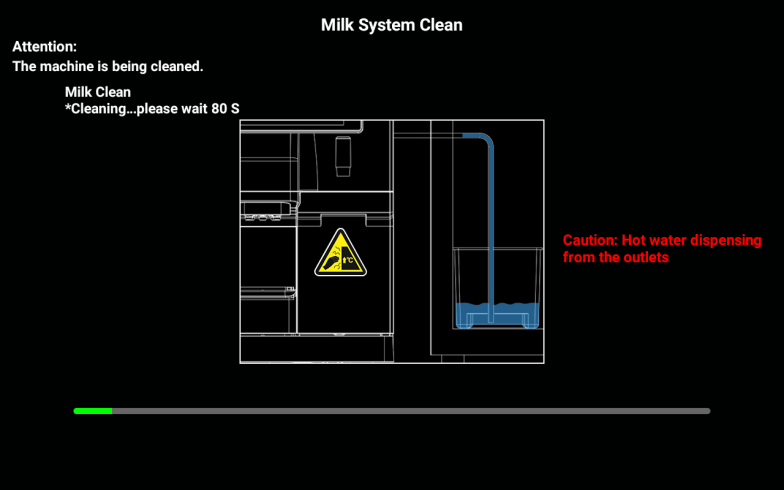 Milk System Clean
Attention:
The machine is being cleaned.
Milk Clean
*Cleaning...please wait 80 S
Caution: Hot water dispensing
from the outlets